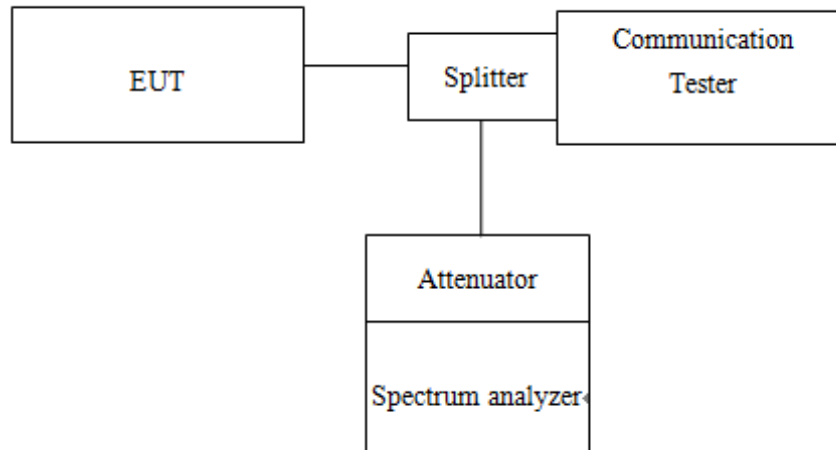 EUT
Splitter
Communication
Tester
Attenuator
Spectrum analyzer